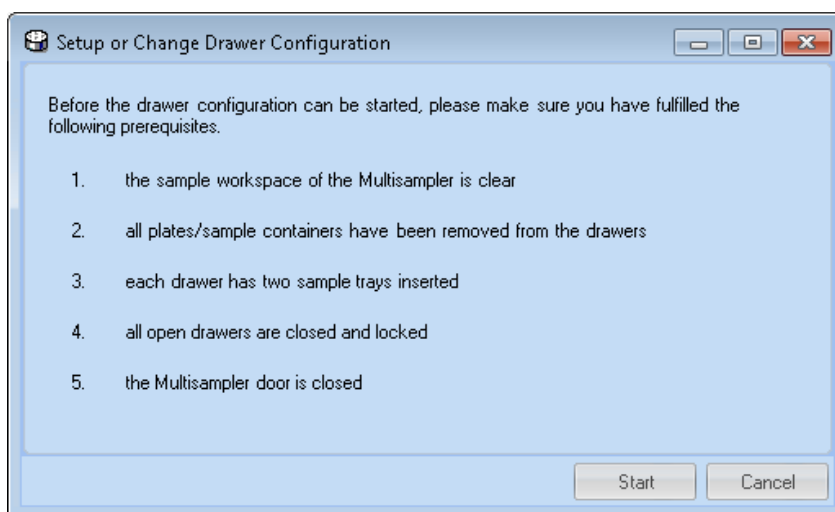 Setup or Change Drawer Configuration
Before the drawer configuration can be started, please make sure you have fulfilled the
following prerequisites.
1. the sample workspace of the Multisampler is clear
2. all plates/sample containers have been removed from the drawers
3. each drawer has two sample trays inserted
4. all open drawers are closed and locked
5. the Multisampler door is closed
Start Cancel